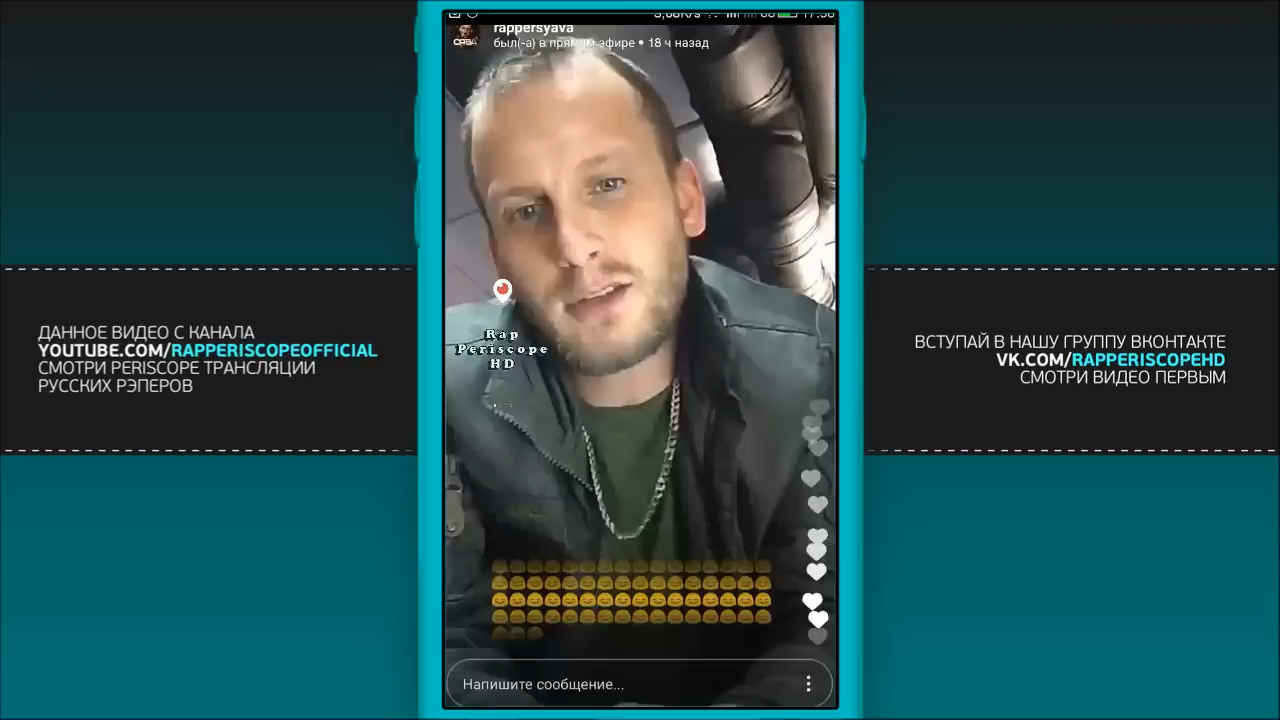 rappersyava
был(-а) в прямом эфире • 18 ч назад
СЯВА
Rap
Periscope
HD
ДАННОЕ ВИДЕО С КАНАЛА
YOUTUBE.COM/RAPPERISCOPEOFFICIAL
СМОТРИ PERISCOPE ТРАНСЛЯЦИИ
РУССКИХ РЭПЕРОВ
ВСТУПАЙ В НАШУ ГРУППУ ВКОНТАКТЕ
VK.COM/RAPPERISCOPEHD
СМОТРИ ВИДЕО ПЕРВЫМ
Напишите сообщение...